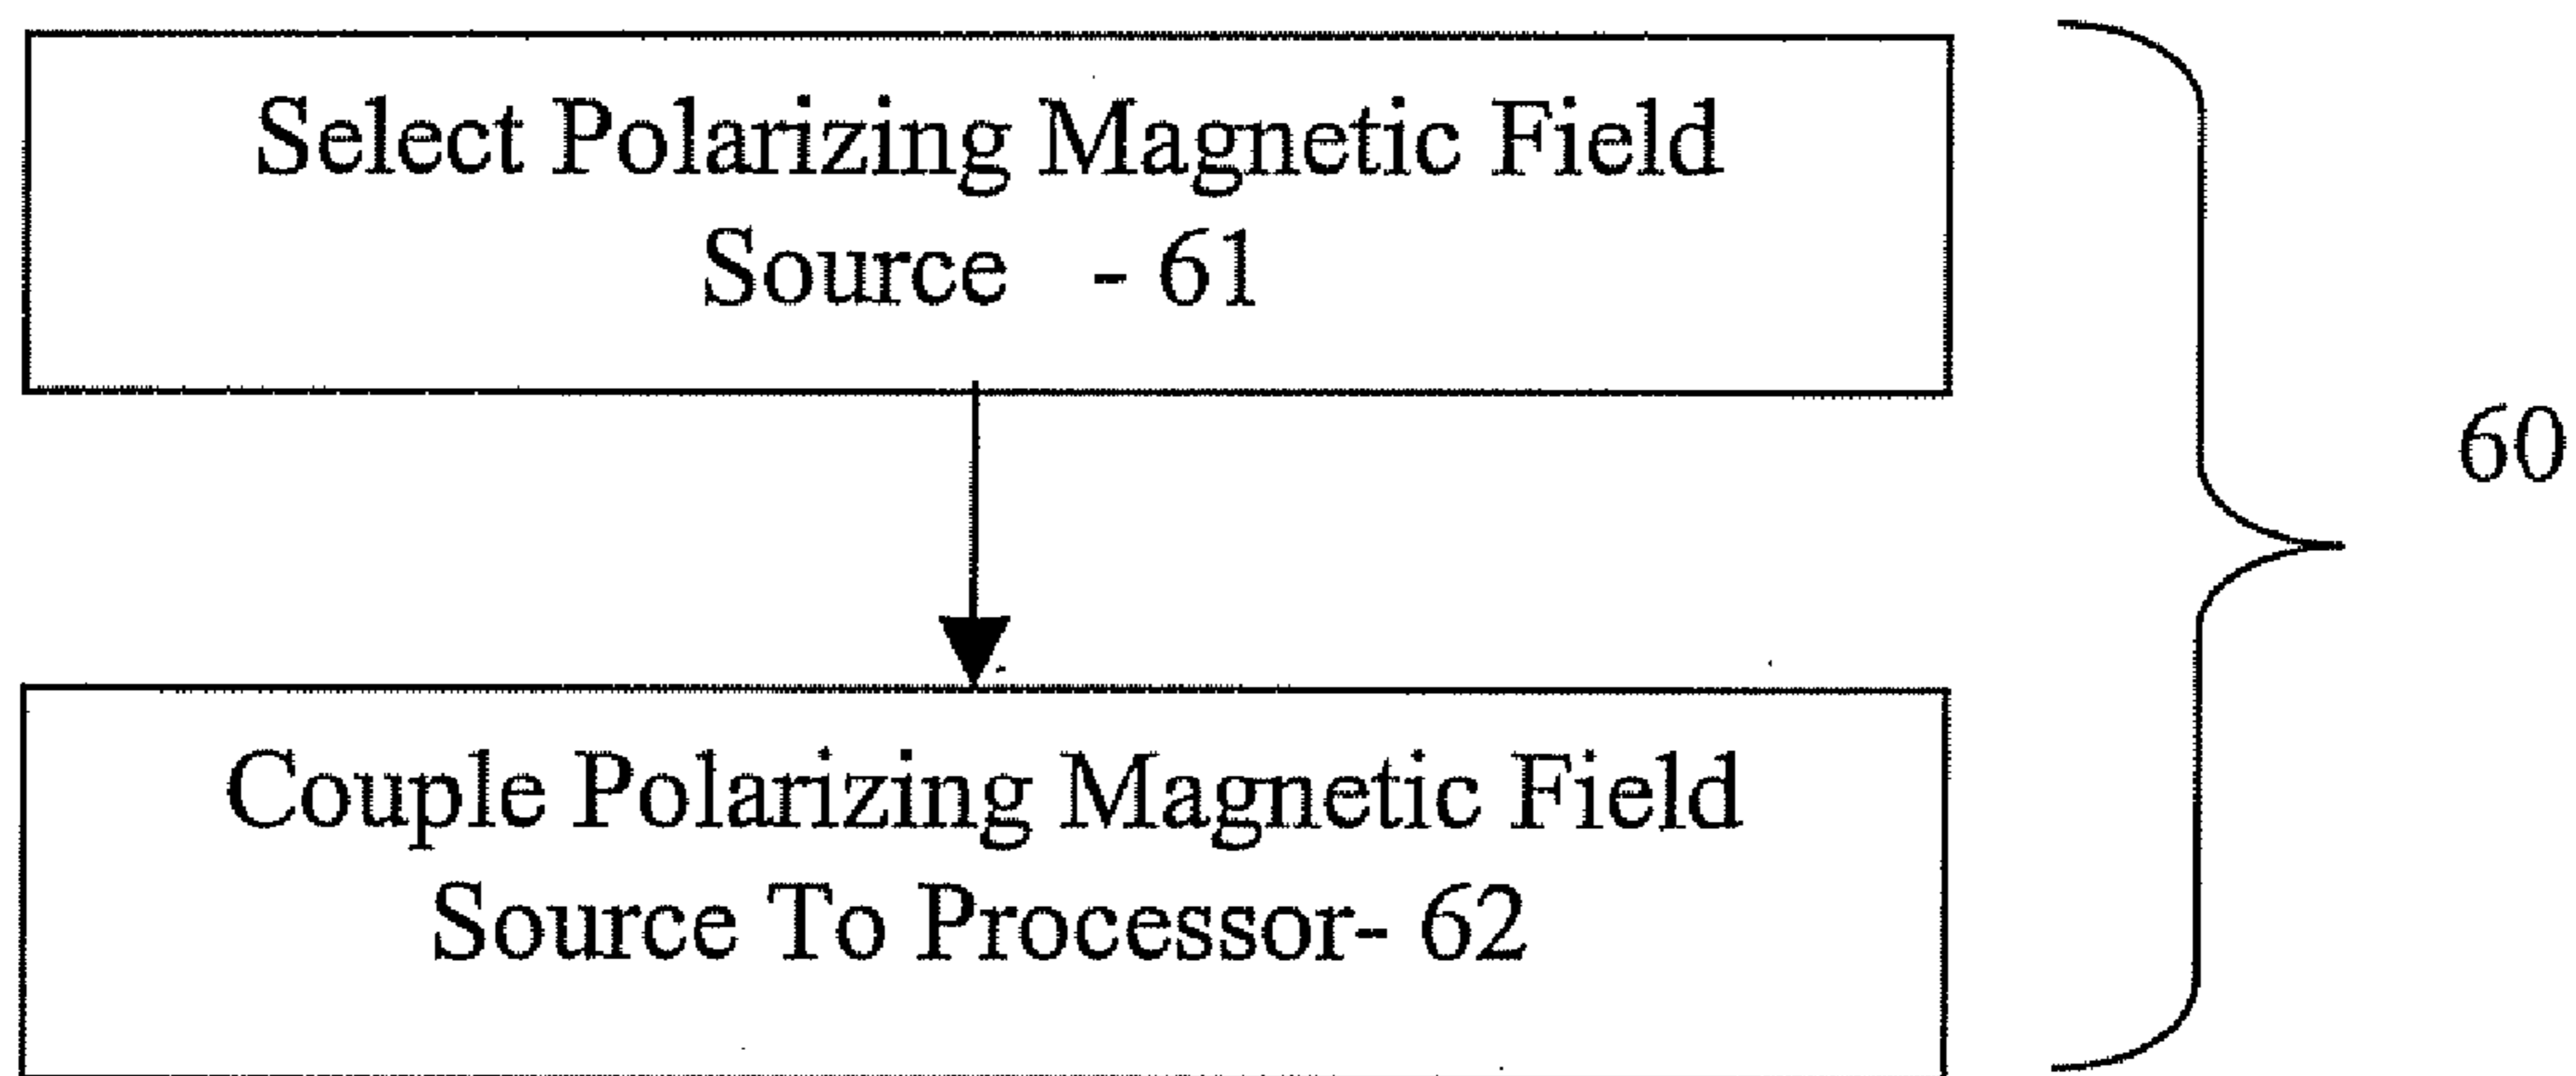 Select Polarizing Magnetic Field
Source - 61
60
Couple Polarizing Magnetic Field
Source To Processor- 62